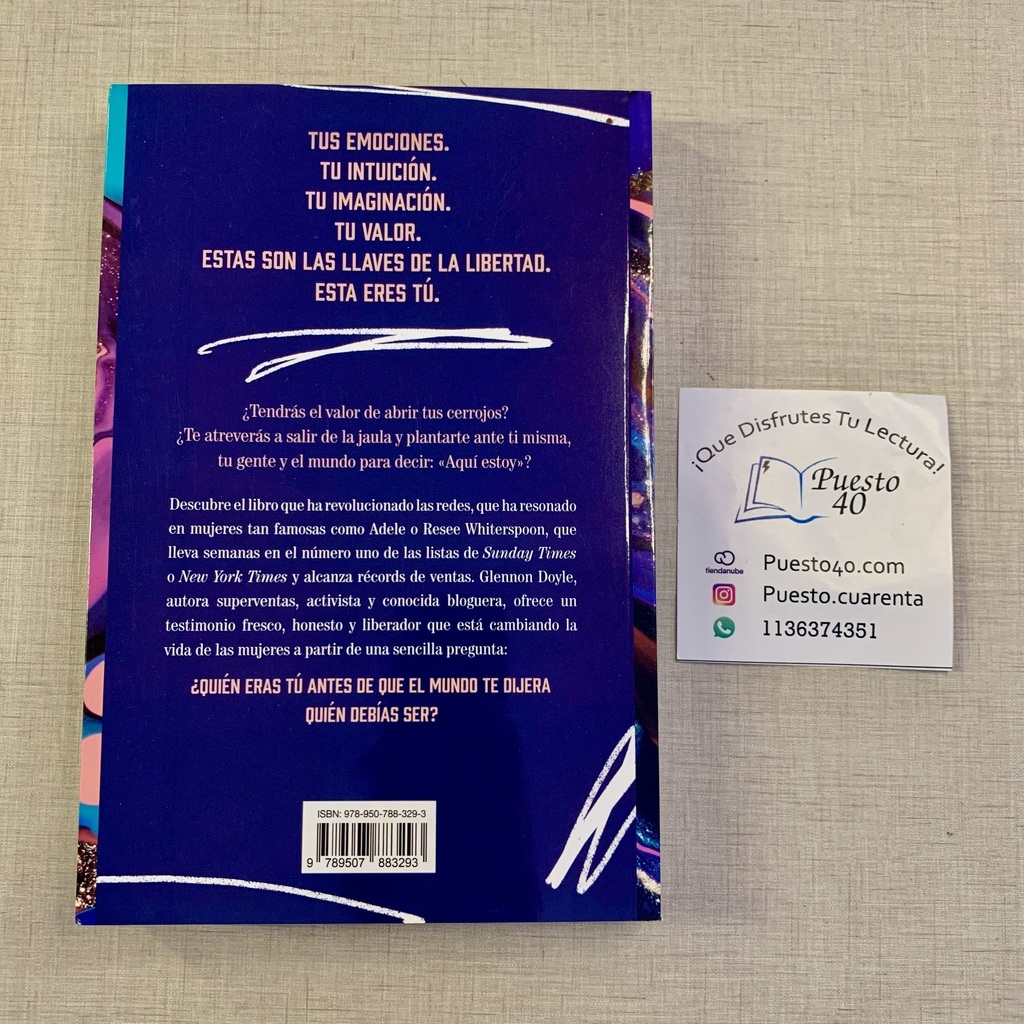 TUS EMOCIONES.
TU INTUICIÓN.
TU IMAGINACIÓN.
TU VALOR.
ESTAS SON LAS LLAVES DE LA LIBERTAD.
ESTA ERES TÚ.
¿Tendrás el valor de abrir tus cerrojos?
¿Te atreverás a salir de la jaula y plantarte ante ti misma,
tu gente y el mundo para decir: «Aquí estoy»?
Descubre el libro que ha revolucionado las redes, que ha resonado
en mujeres tan famosas como Adele o Resee Whiterspoon, que
lleva semanas en el número uno de las listas de Sunday Times
o New York Times y alcanza récords de ventas. Glennon Doyle,
autora superventas, activista y conocida bloguera, ofrece un
testimonio fresco, honesto y liberador que está cambiando la
vida de las mujeres a partir de una sencilla pregunta:
¿QUIÉN ERAS TÚ ANTES DE QUE EL MUNDO TE DIJERA
QUIÉN DEBÍAS SER?
ISBN: 978-950-788-329-3
9 789507 883293
¡Que Disfrutes Tu Lectura!
Puesto
40
tiendanube
Puesto40.com
Puesto.cuarenta
1136374351